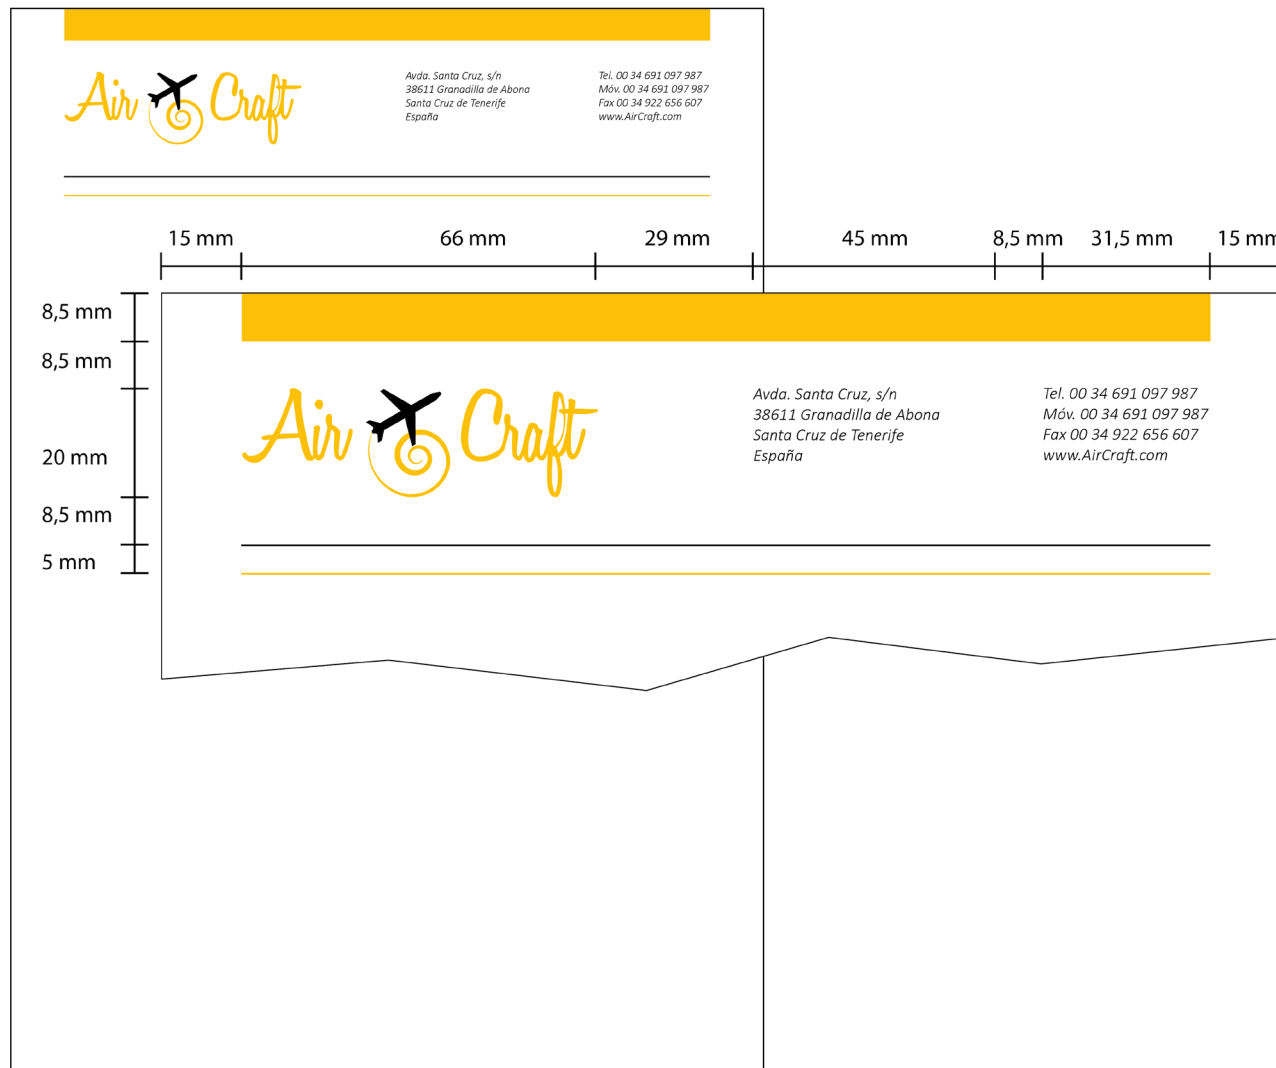 Air Craft
Avda. Santa Cruz, s/n
38611 Granadilla de Abona
Santa Cruz de Tenerife
España
Tel. 00 34 691 097 987
Móv. 00 34 691 097 987
Fax 00 34 922 656 607
www.AirCraft.com
15 mm 66 mm 29 mm 45 mm 8,5 mm 31,5 mm 15 mm
8,5 mm
8,5 mm
20 mm
8,5 mm
5 mm
Air Craft
Avda. Santa Cruz, s/n
38611 Granadilla de Abona
Santa Cruz de Tenerife
España
Tel. 00 34 691 097 987
Móv. 00 34 691 097 987
Fax 00 34 922 656 607
www.AirCraft.com